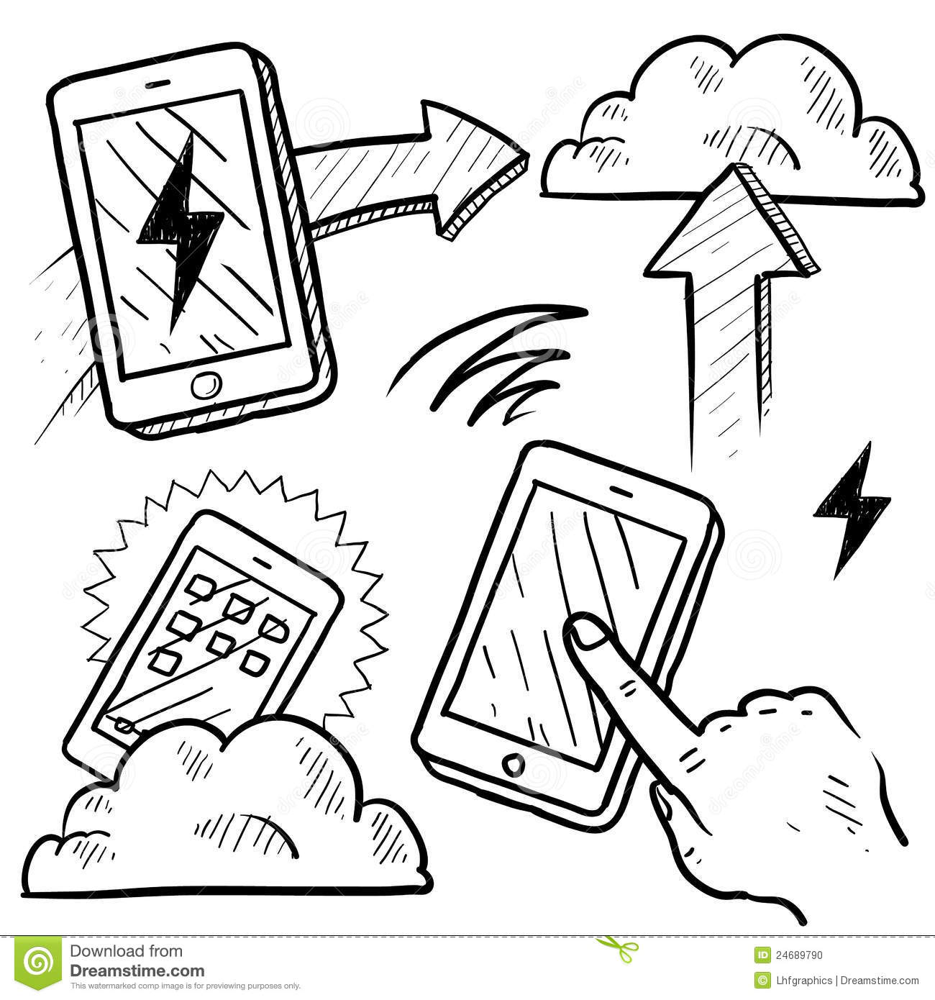 Download from
Dreamstime.com
This watermarked comp image is for previewing purposes only.
ID 24689790
© Lhfgraphics | Dreamstime.com